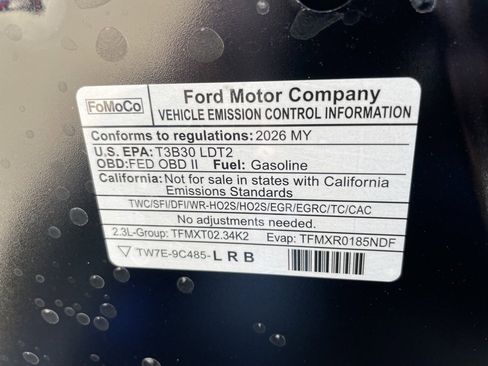 FoMoCo
Ford Motor Company
VEHICLE EMISSION CONTROL INFORMATION
Conforms to regulations: 2026 MY
U.S. EPA: T3B30 LDT2
OBD:FED OBD II Fuel: Gasoline
California: Not for sale in states with California
Emissions Standards
TWC/SFI/DFI/WR-HO2S/HO2S/EGR/EGRC/TC/CAC
No adjustments needed.
2.3L-Group: TFMXT02.34K2 Evap: TFMXR0185NDF
TW7E-9C485- L R B